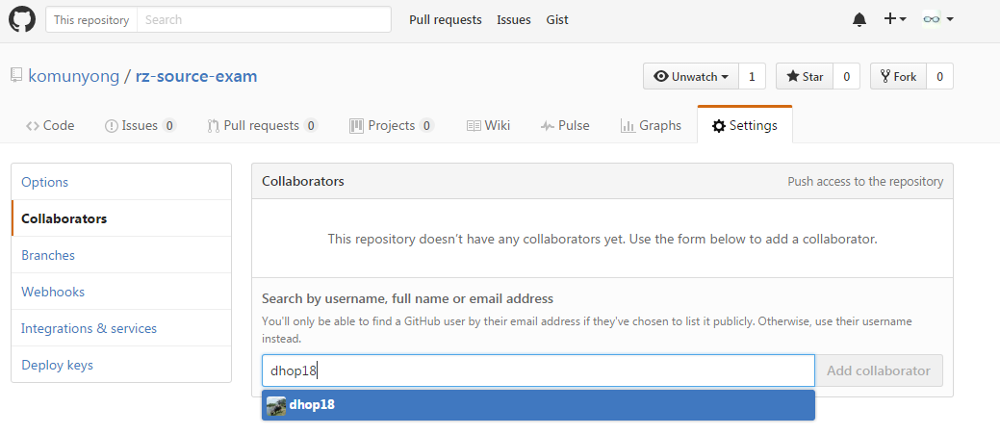 This repository Search Pull requests Issues Gist
komunyong / rz-source-exam Unwatch 1 Star 0 Fork 0
Code Issues 0 Pull requests 0 Projects 0 Wiki Pulse Graphs Settings
Options
Collaborators
Branches
Webhooks
Integrations & services
Deploy keys
Collaborators Push access to the repository
This repository doesn't have any collaborators yet. Use the form below to add a collaborator.
Search by username, full name or email address
You'll only be able to find a GitHub user by their email address if they've chosen to list it publicly. Otherwise, use their username
instead.
dhop18 Add collaborator
dhop18